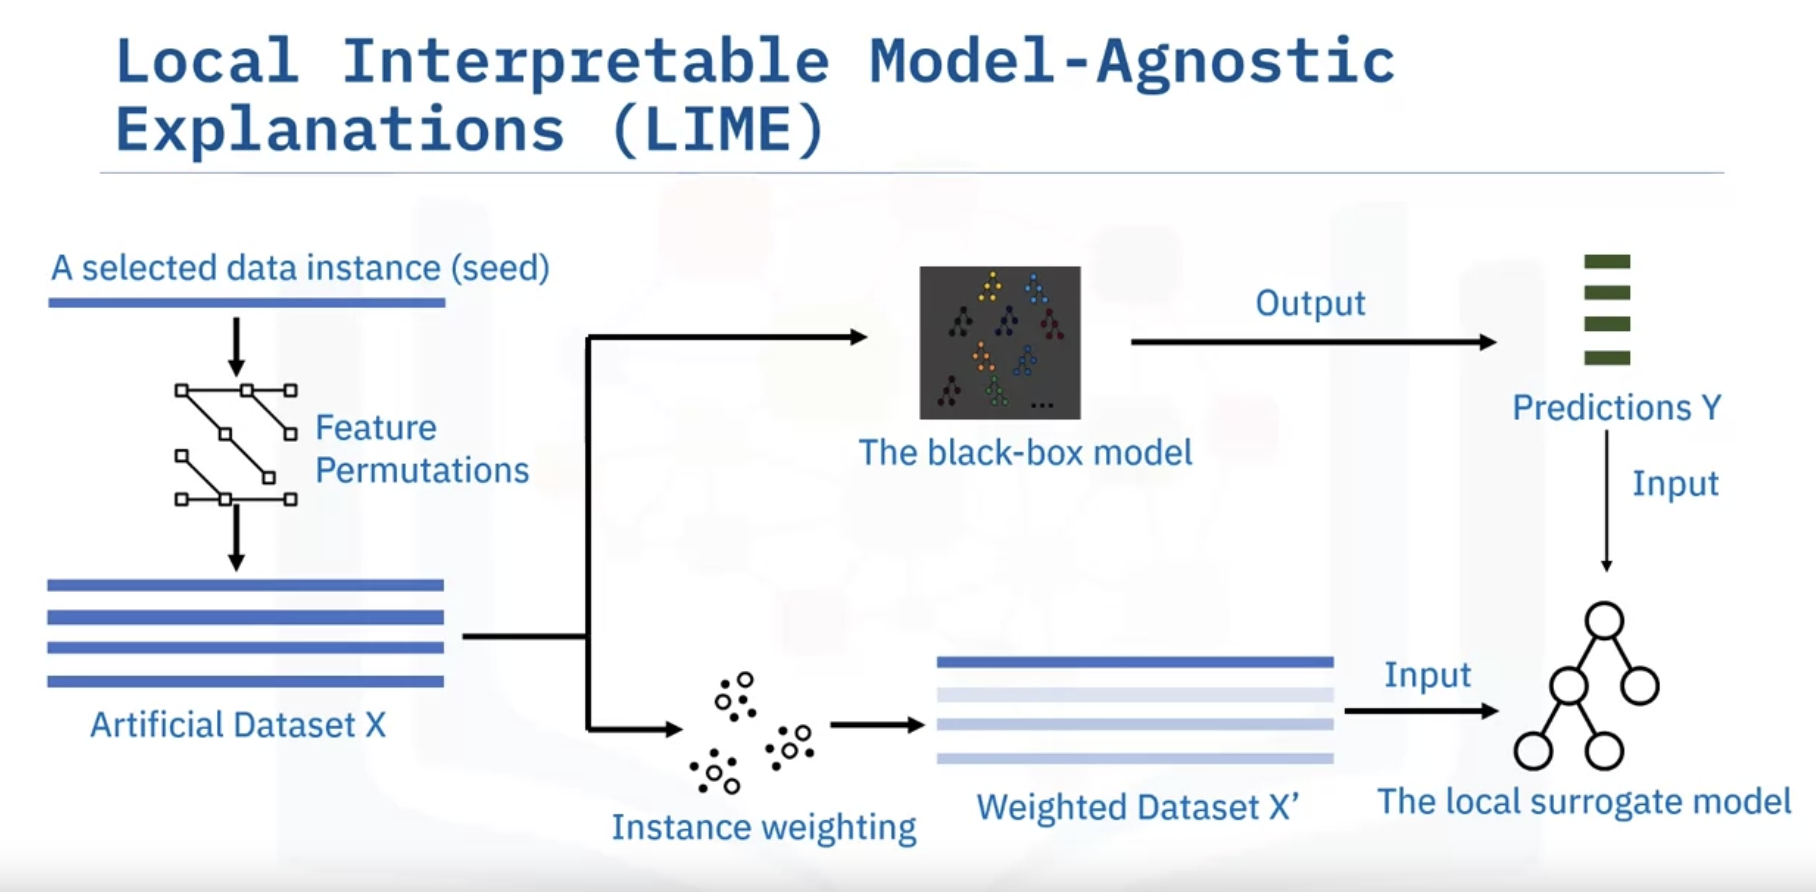 Local Interpretable Model-Agnostic
Explanations (LIME)
A selected data instance (seed)
Feature
Permutations
Artificial Dataset X
The black-box model
Output
Predictions Y
Input
Instance weighting
Weighted Dataset X’
Input
The local surrogate model